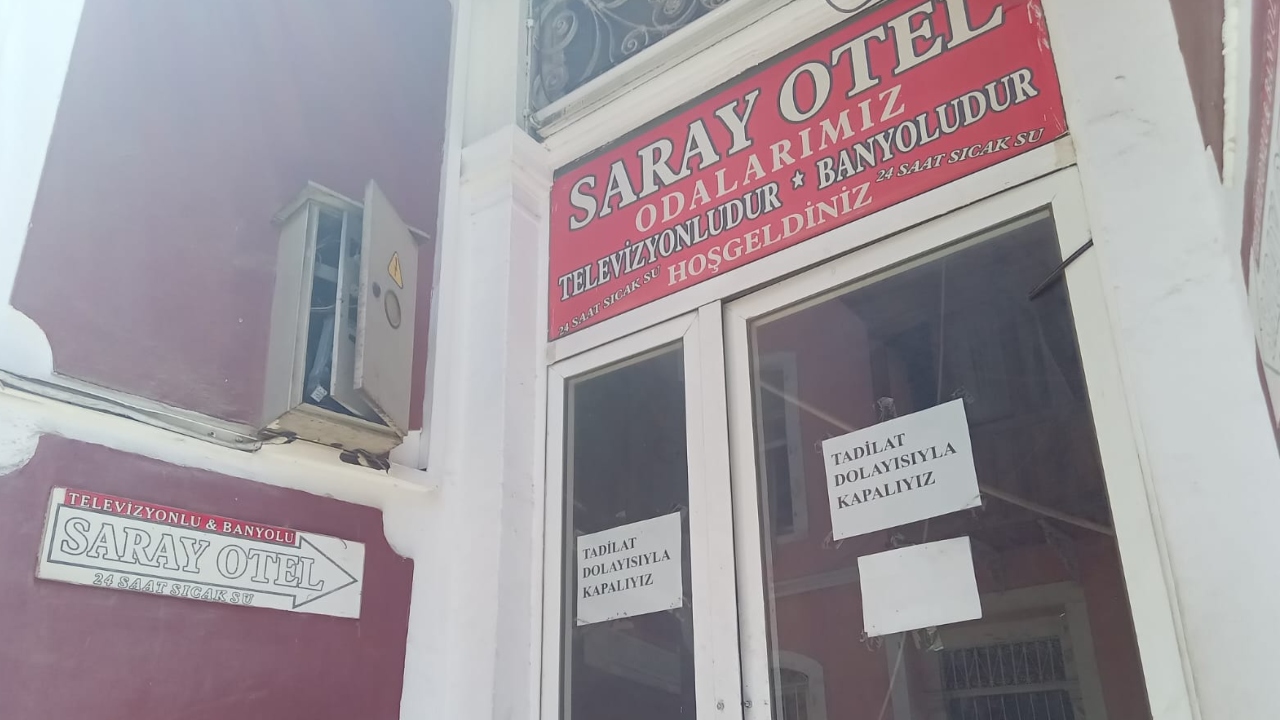 SARAY OTEL
ODALARIMIZ
TELEVİZYONLUDUR ★ BANYOLUDUR
24 SAAT SICAK SU HOŞGELDİNİZ 24 SAAT SICAK SU
TELEVİZYONLU & BANYOLU
SARAY OTEL
24 SAAT SICAK SU
TADİLAT
DOLAYISIYLA
KAPALIYIZ
TADİLAT
DOLAYISIYLA
KAPALIYIZ